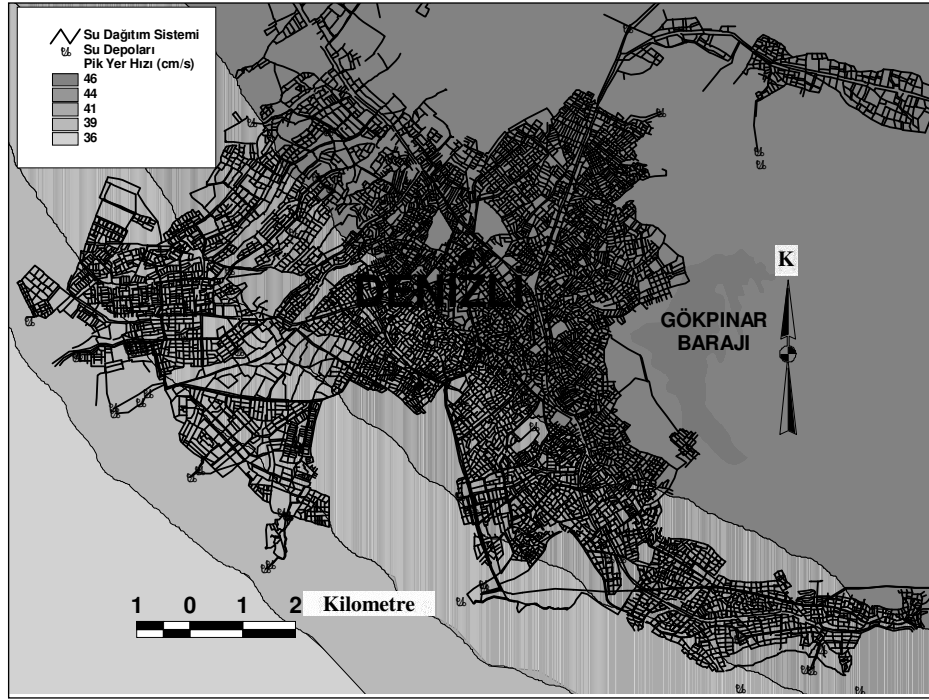 Su Dağıtım Sistemi
Su Depoları
Pik Yer Hızı (cm/s)
46
44
41
39
36
DENİZLİ
K
GÖKPINAR
BARAJI
1 0 1 2 Kilometre